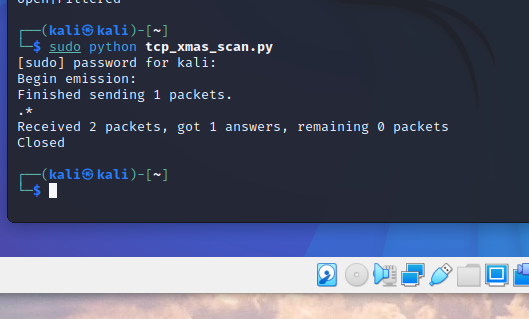 open|filtered
┌──(kali㉿kali)-[~]
└─$ sudo python tcp_xmas_scan.py
[sudo] password for kali:
Begin emission:
Finished sending 1 packets.
.*
Received 2 packets, got 1 answers, remaining 0 packets
Closed
┌──(kali㉿kali)-[~]
└─$